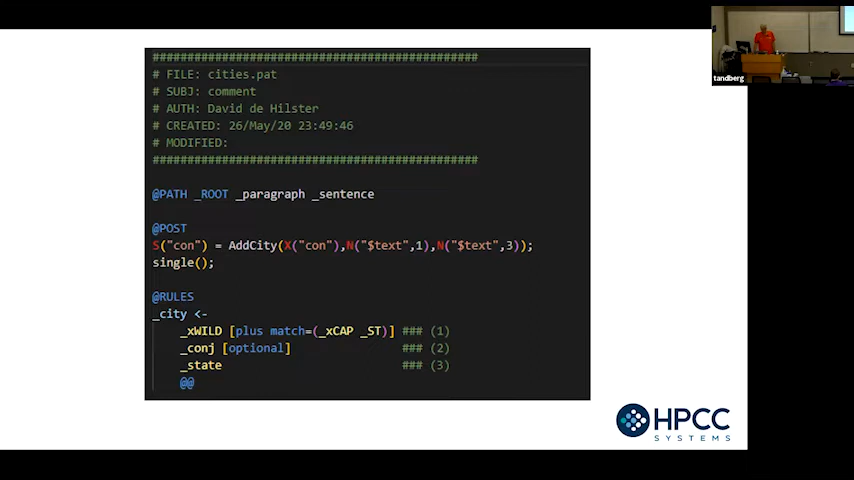 ###############################################
# FILE: cities.pat
# SUBJ: comment
# AUTH: David de Hilster
# CREATED: 26/May/20 23:49:46
# MODIFIED:
###############################################
@PATH _ROOT _paragraph _sentence
@POST
S("con") = AddCity(X("con"),N("$text",1),N("$text",3));
single();
@RULES
_city <-
_xWILD [plus match=(_xCAP _ST)] ### (1)
_conj [optional] ### (2)
_state ### (3)
@@
HPCC
SYSTEMS
tandberg